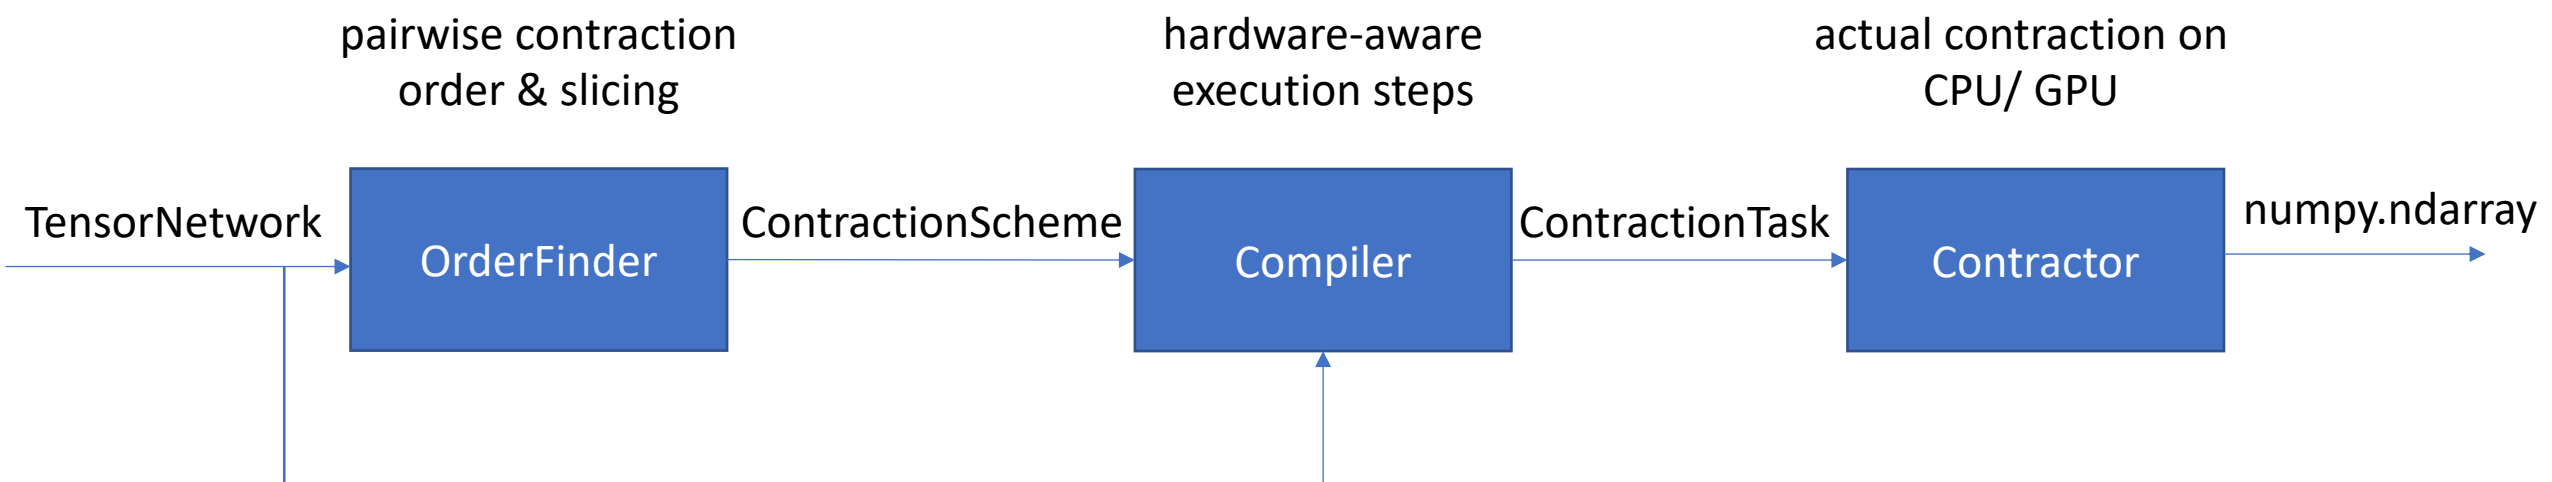 pairwise contraction
order & slicing
hardware-aware
execution steps
actual contraction on
CPU/ GPU
TensorNetwork
OrderFinder
ContractionScheme
Compiler
ContractionTask
Contractor
numpy.ndarray